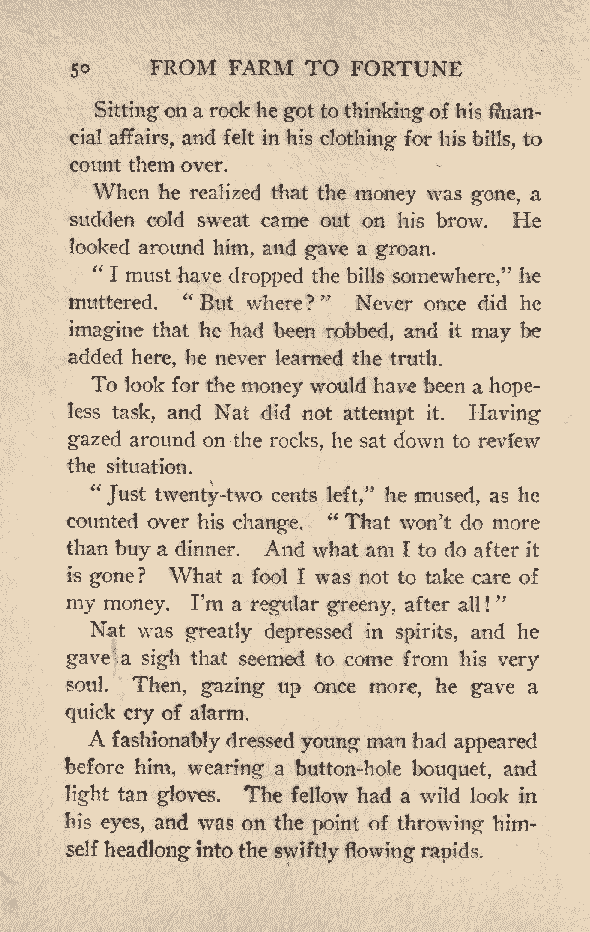 50 FROM FARM TO FORTUNE
Sitting on a rock he got to thinking of his finan-
cial affairs, and felt in his clothing for his bills, to
count them over.
When he realized that the money was gone, a
sudden cold sweat came out on his brow. He
looked around him, and gave a groan.
“ I must have dropped the bills somewhere,” he
muttered. “ But where? ” Never once did he
imagine that he had been robbed, and it may be
added here, he never learned the truth.
To look for the money would have been a hope-
less task, and Nat did not attempt it. Having
gazed around on the rocks, he sat down to review
the situation.
“ Just twenty-two cents left,” he mused, as he
counted over his change. “ That won’t do more
than buy a dinner. And what am I to do after it
is gone? What a fool I was not to take care of
my money. I’m a regular greeny, after all! ”
Nat was greatly depressed in spirits, and he
gave a sigh that seemed to come from his very
soul. Then, gazing up once more, he gave a
quick cry of alarm.
A fashionably dressed young man had appeared
before him, wearing a button-hole bouquet, and
light tan gloves. The fellow had a wild look in
his eyes, and was on the point of throwing him-
self headlong into the swiftly flowing rapids.